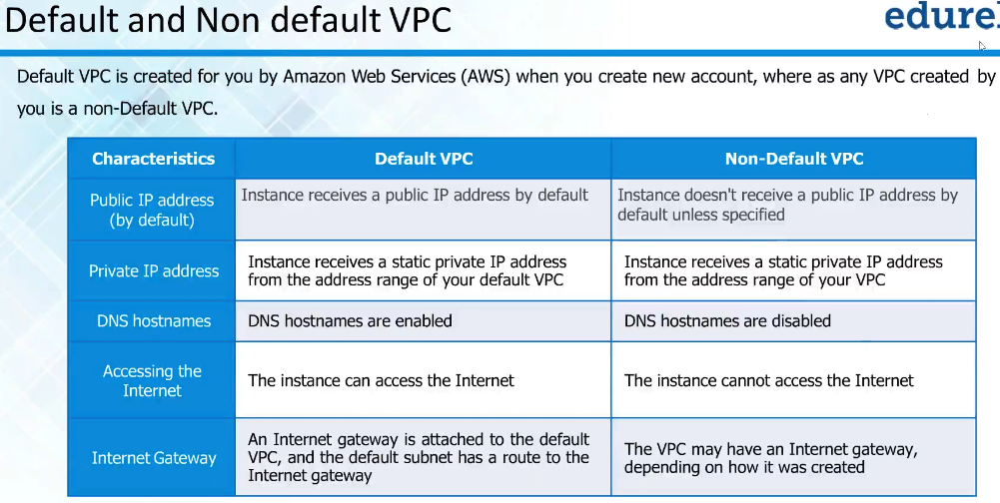 Default and Non default VPC
edure
Default VPC is created for you by Amazon Web Services (AWS) when you create new account, where as any VPC created by
you is a non-Default VPC.
Characteristics
Default VPC
Non-Default VPC
Public IP address
(by default)
Instance receives a public IP address by default
Instance doesn't receive a public IP address by
default unless specified
Private IP address
Instance receives a static private IP address
from the address range of your default VPC
Instance receives a static private IP address
from the address range of your VPC
DNS hostnames
DNS hostnames are enabled
DNS hostnames are disabled
Accessing the
Internet
The instance can access the Internet
The instance cannot access the Internet
Internet Gateway
An Internet gateway is attached to the default
VPC, and the default subnet has a route to the
Internet gateway
The VPC may have an Internet gateway,
depending on how it was created